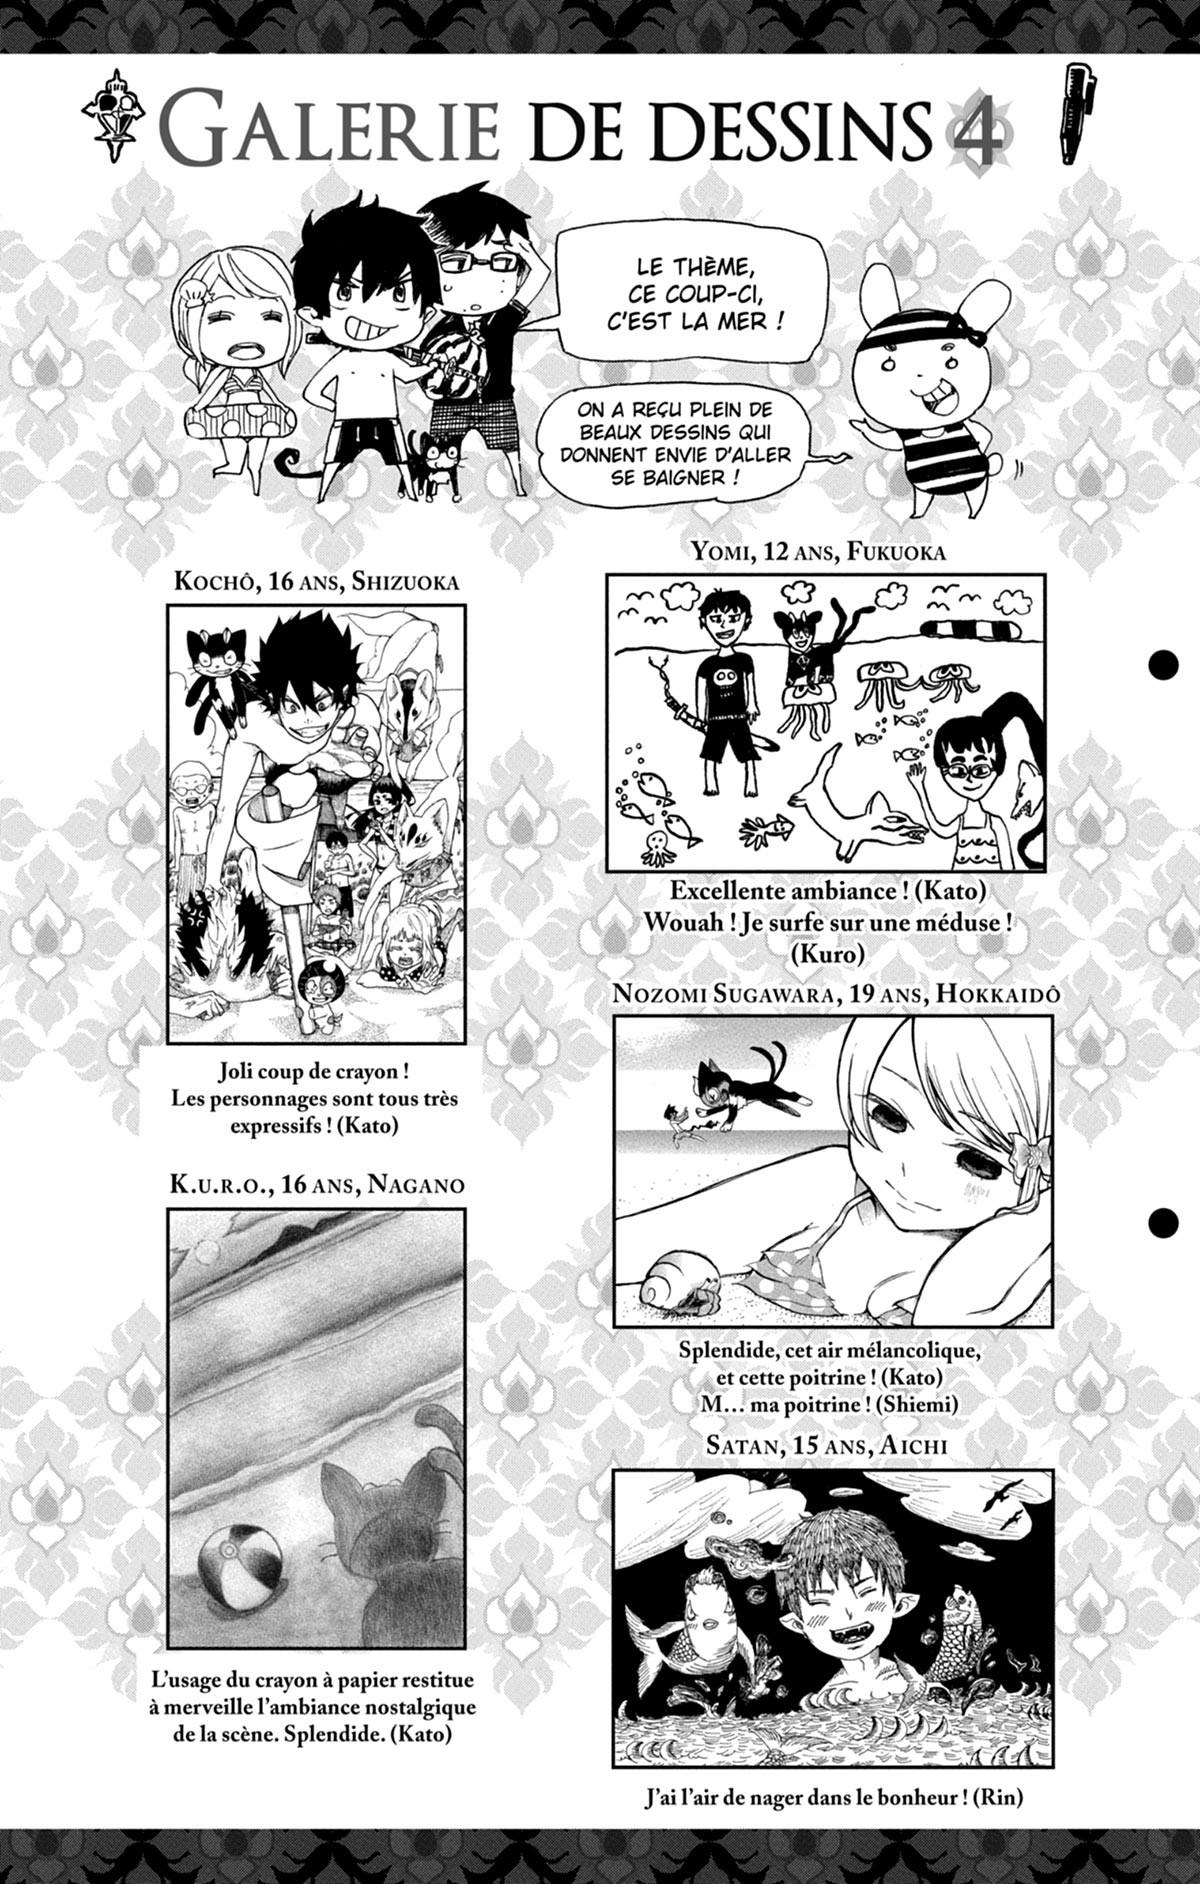 GALERIE DE DESSINS 4
LE THÈME,
CE COUP-CI,
C'EST LA MER !
ON A REÇU PLEIN DE
BEAUX DESSINS QUI
DONNENT ENVIE D'ALLER
SE BAIGNER !
KOCHÔ, 16 ANS, SHIZUOKA
Joli coup de crayon !
Les personnages sont tous très
expressifs ! (Kato)
K.U.R.O., 16 ANS, NAGANO
L'usage du crayon à papier restitue
à merveille l'ambiance nostalgique
de la scène. Splendide. (Kato)
YOMI, 12 ANS, FUKUOKA
Excellente ambiance ! (Kato)
Wouah ! Je surfe sur une méduse !
(Kuro)
NOZOMI SUGAWARA, 19 ANS, HOKKAIDÔ
Splendide, cet air mélancolique,
et cette poitrine ! (Kato)
M… ma poitrine ! (Shiemi)
SATAN, 15 ANS, AICHI
J'ai l'air de nager dans le bonheur ! (Rin)